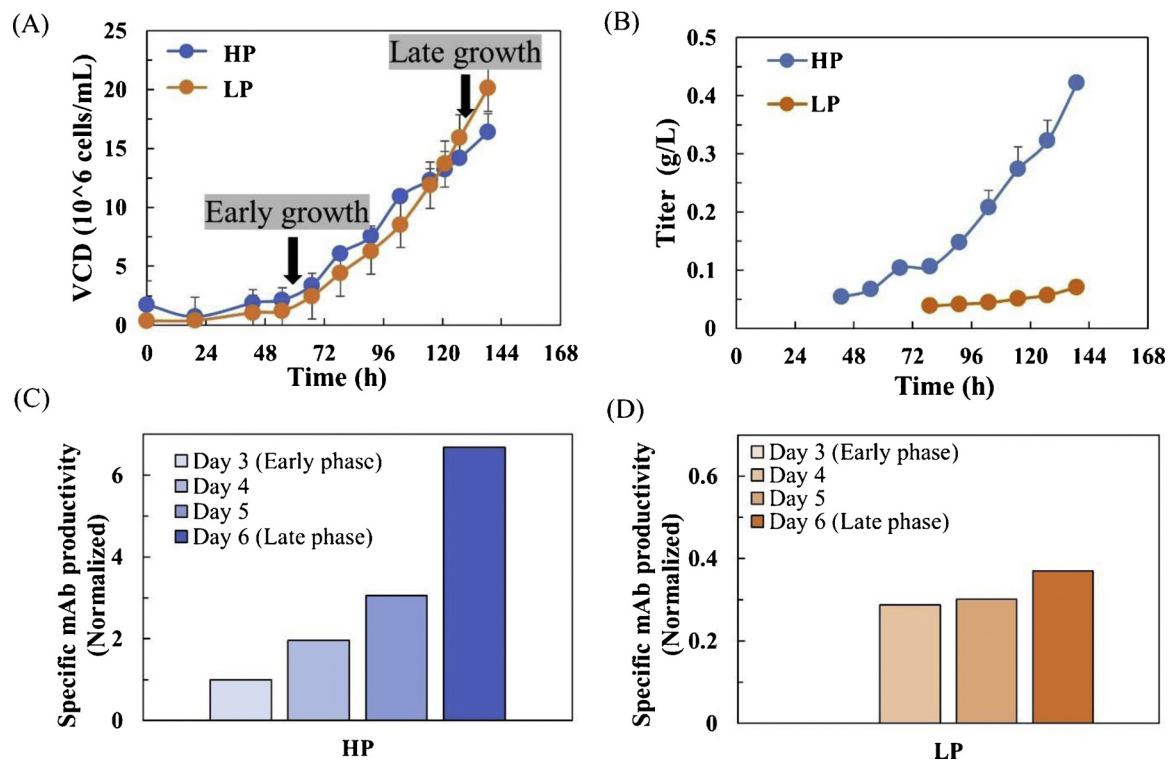 (A)
25
20
15
10
5
0
VCD (10^6 cells/mL)
HP
LP
Early growth
Late growth
0 24 48 72 96 120 144 168
Time (h)
(B)
0.5
0.4
0.3
0.2
0.1
0
Titer (g/L)
HP
LP
0 24 48 72 96 120 144 168
Time (h)
(C)
6
4
2
0
Specific mAb productivity
(Normalized)
Day 3 (Early phasc)
Day 4
Day 5
Day 6 (Late phase)
HP
(D)
0.6
0.4
0.2
0
Specific mAb productivity
(Normalized)
Day 3 (Early phase)
Day 4
Day 5
Day 6 (Late phase)
LP